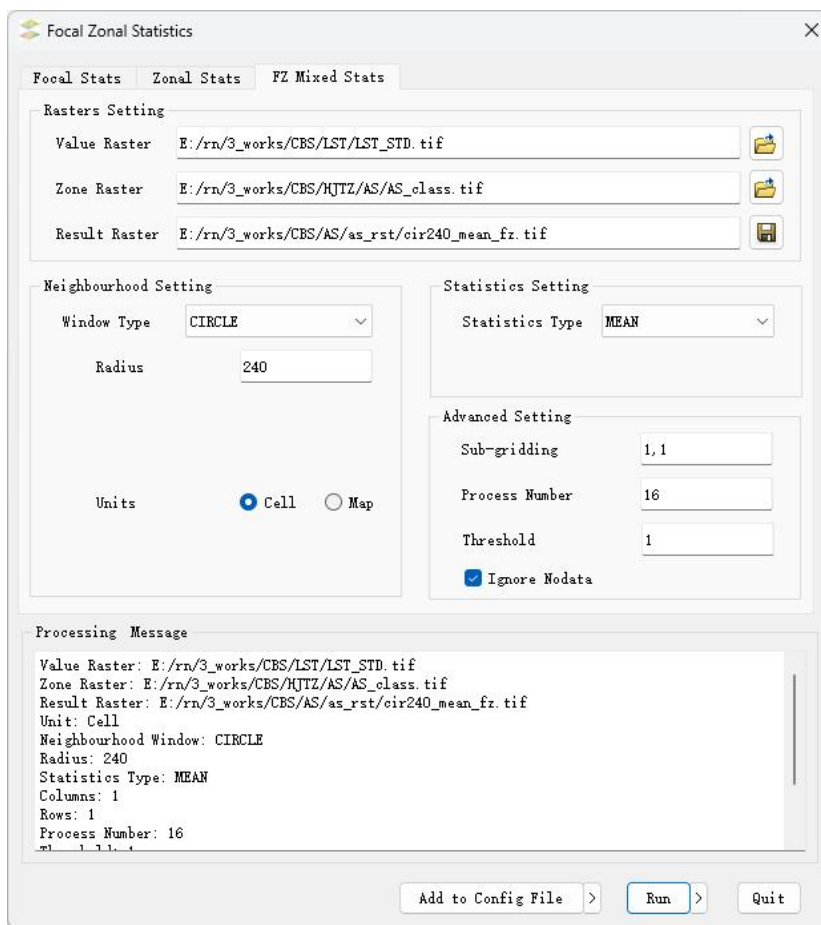 Focal Zonal Statistics
Focal Stats Zonal Stats FZ Mixed Stats
Rasters Setting
Value Raster E:/rn/3_works/CBS/LST/LST_STD.tif
Zone Raster E:/rn/3_works/CBS/HJTZ/AS/AS_class.tif
Result Raster E:/rn/3_works/CBS/AS/as_rst/cir240_mean_fz.tif
Neighbourhood Setting
Window Type CIRCLE
Radius 240
Units Cell Map
Statistics Setting
Statistics Type MEAN
Advanced Setting
Sub-gridding 1,1
Process Number 16
Threshold 1
Ignore Nodata
Processing Message
Value Raster: E:/rn/3_works/CBS/LST/LST_STD.tif
Zone Raster: E:/rn/3_works/CBS/HJTZ/AS/AS_class.tif
Result Raster: E:/rn/3_works/CBS/AS/as_rst/cir240_mean_fz.tif
Unit: Cell
Neighbourhood Window: CIRCLE
Radius: 240
Statistics Type: MEAN
Columns: 1
Rows: 1
Process Number: 16
Add to Config File > Run > Quit